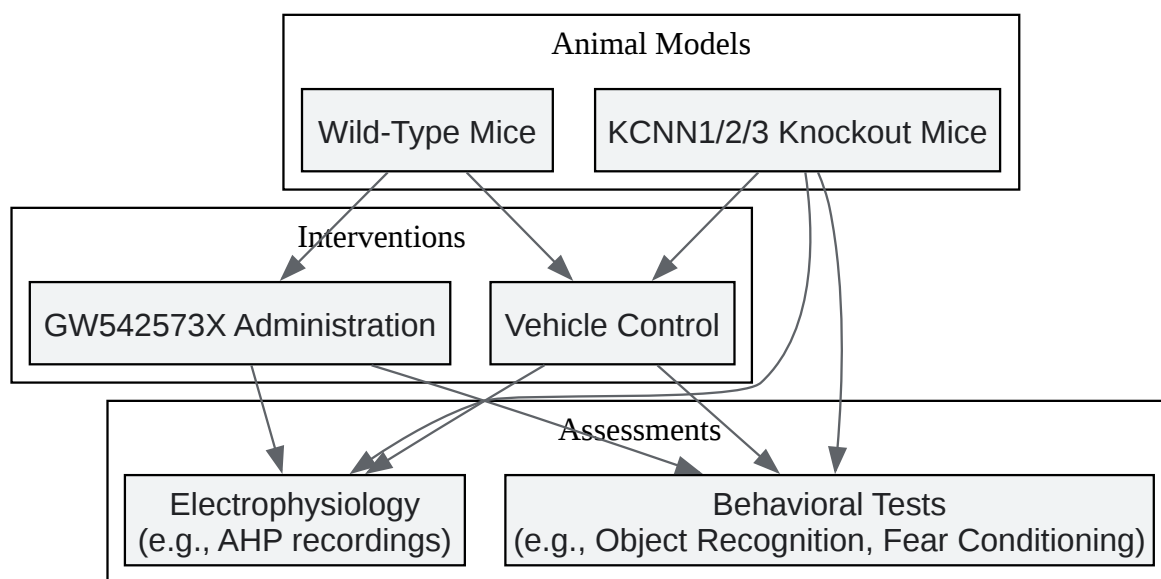 Animal Models
Wild-Type Mice
KCNN1/2/3 Knockout Mice
Interventions
GW542573X Administration
Vehicle Control
Assessments
Electrophysiology
(e.g., AHP recordings)
Behavioral Tests
(e.g., Object Recognition, Fear Conditioning)